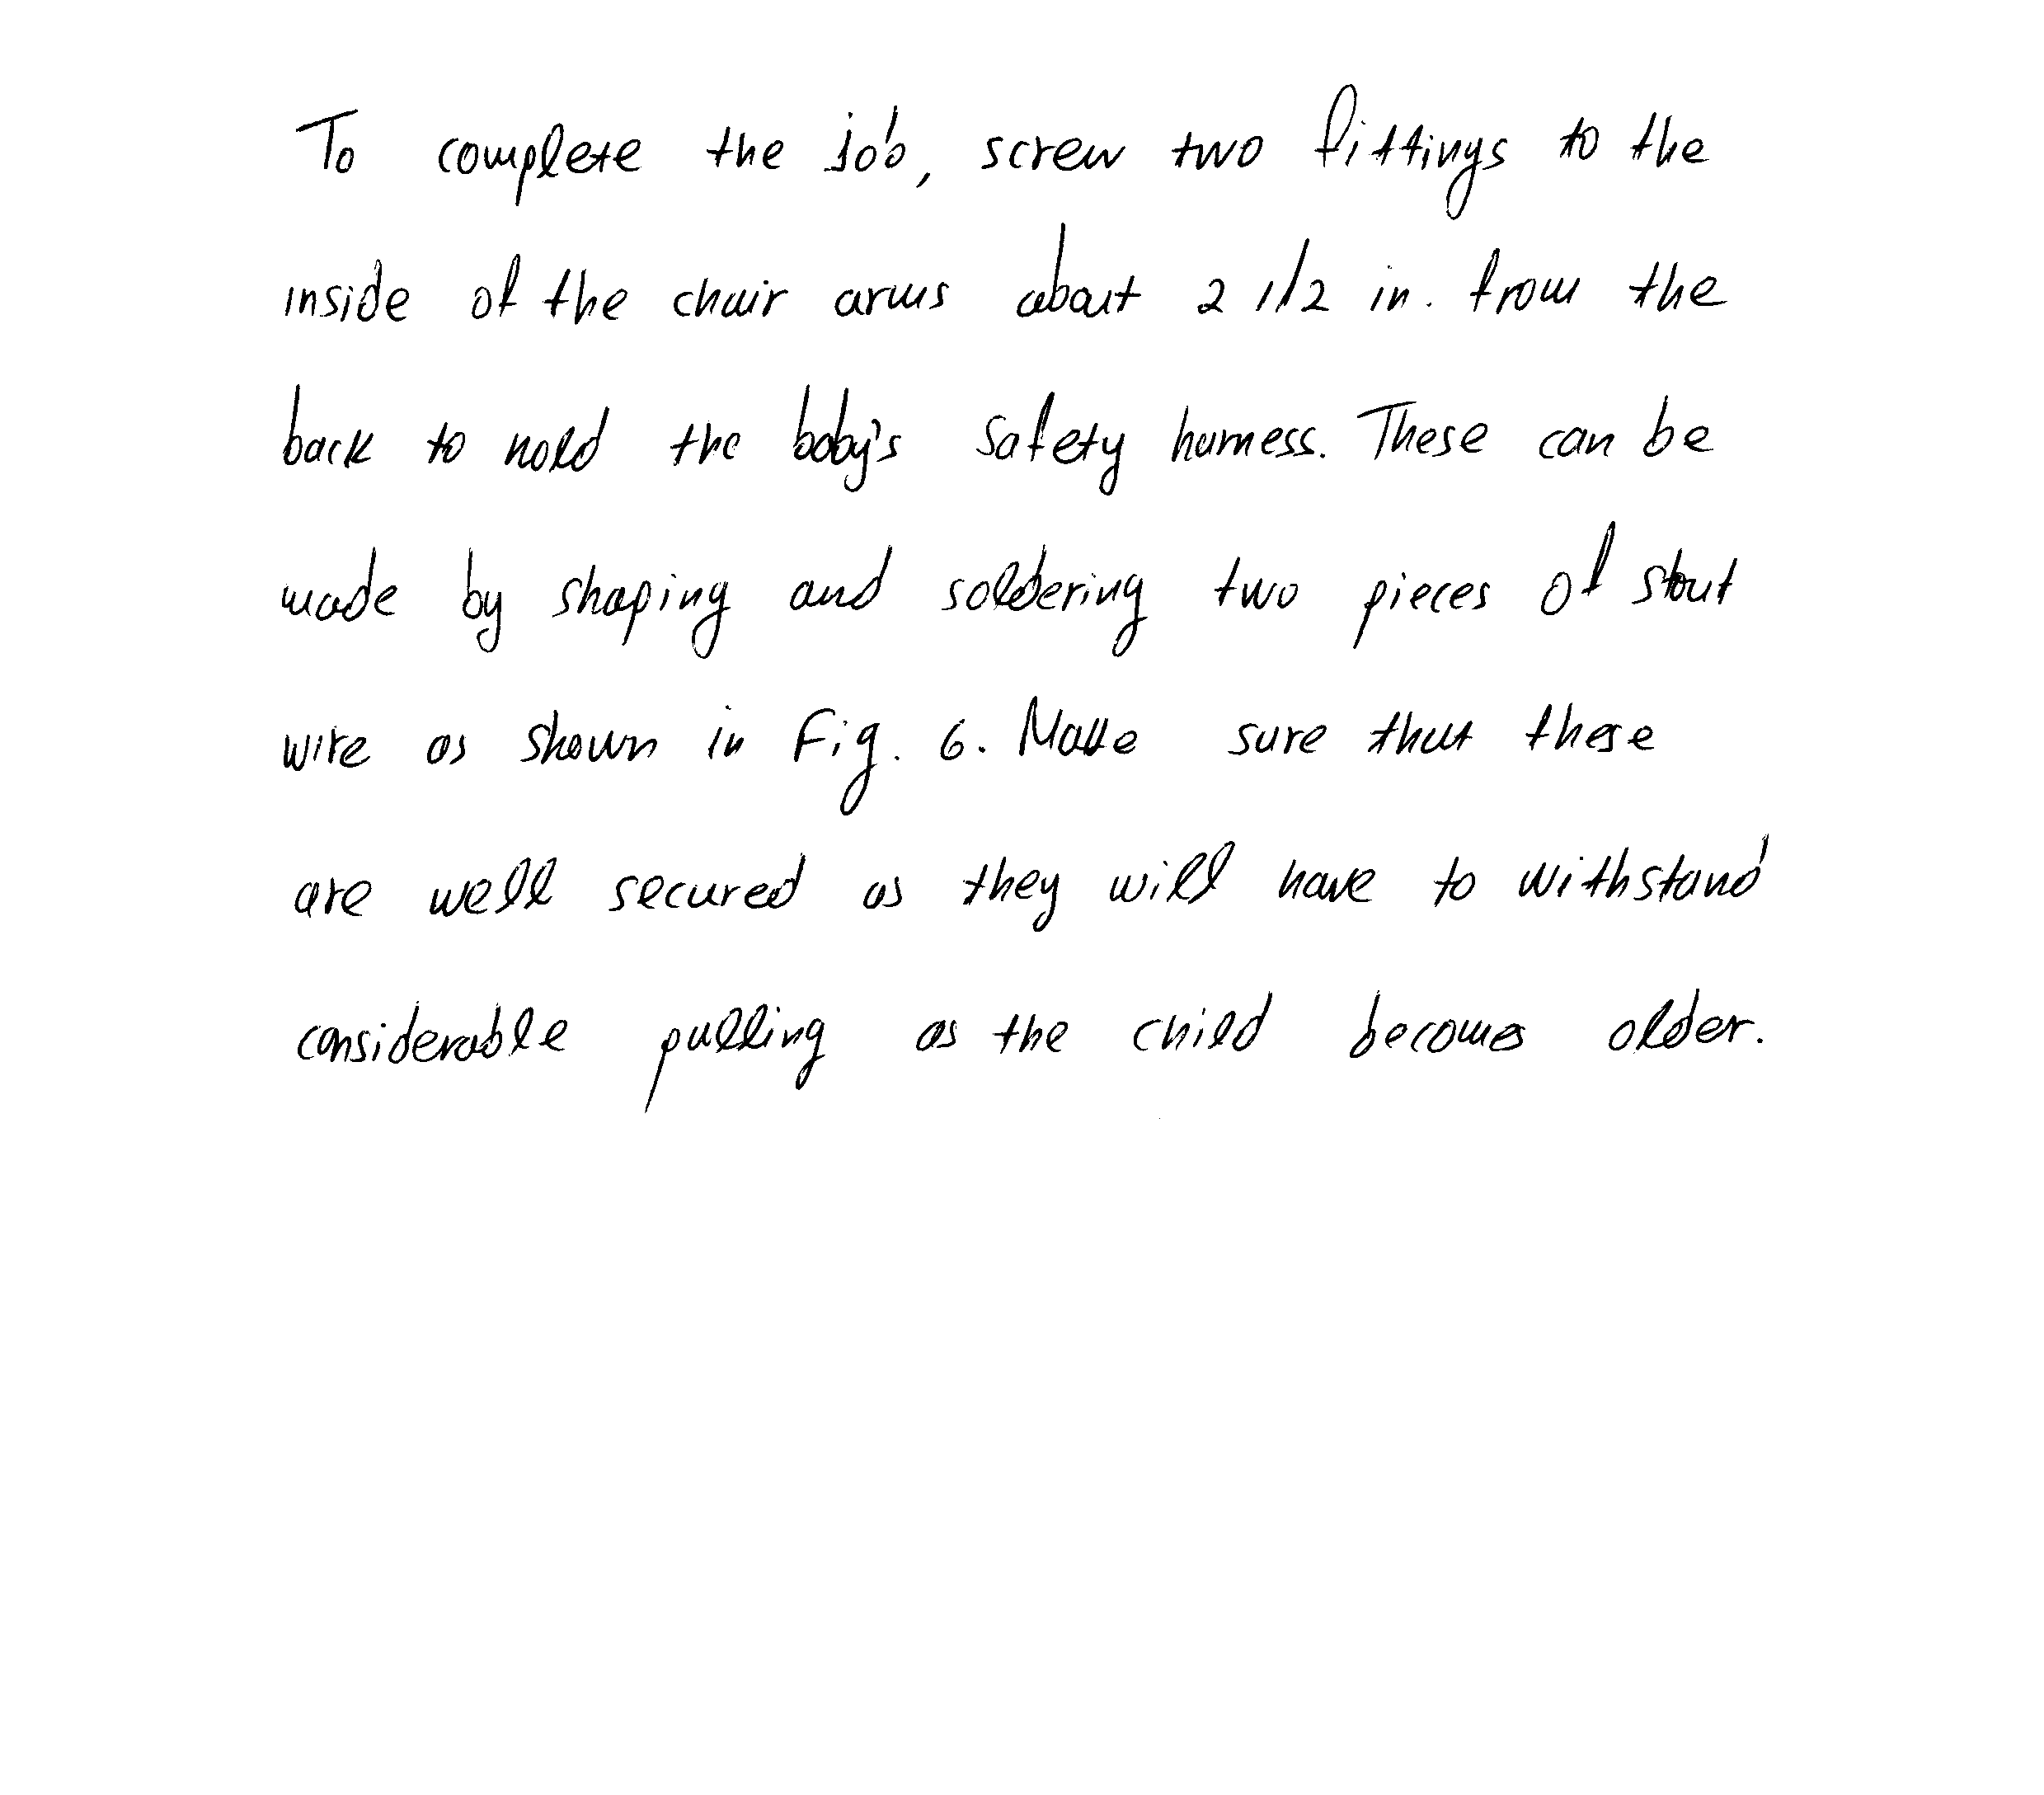 To complete the job, screw two fittings to the
inside of the chair arms about 2 1/2 in. from the
back to hold the baby's safety harness. These can be
made by shaping and soldering two pieces of stout
wire as shown in Fig. 6. Make sure that these
are well secured as they will have to withstand
considerable pulling as the child becomes older.